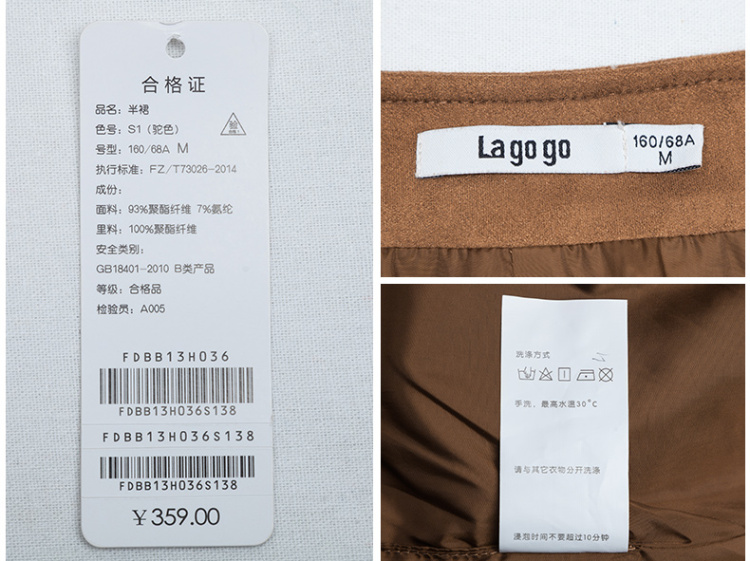 合格证
品名：半裙
色号：S1（驼色）
检
号型：160/68A M
执行标准：FZ/T73026-2014
成份：
面料：93%聚酯纤维 7%氨纶
里料：100%聚酯纤维
安全类别：
GB18401-2010 B类产品
等级：合格品
检验员：A005
FDBB13H036
FDBB13H036S138
FDBB13H036S138
FDBB13H036S138
￥359.00
Lagogo
160/68A
M
洗涤方式
手洗，最高水温30°C
请与其它衣物分开洗涤
浸泡时间不要超过10分钟